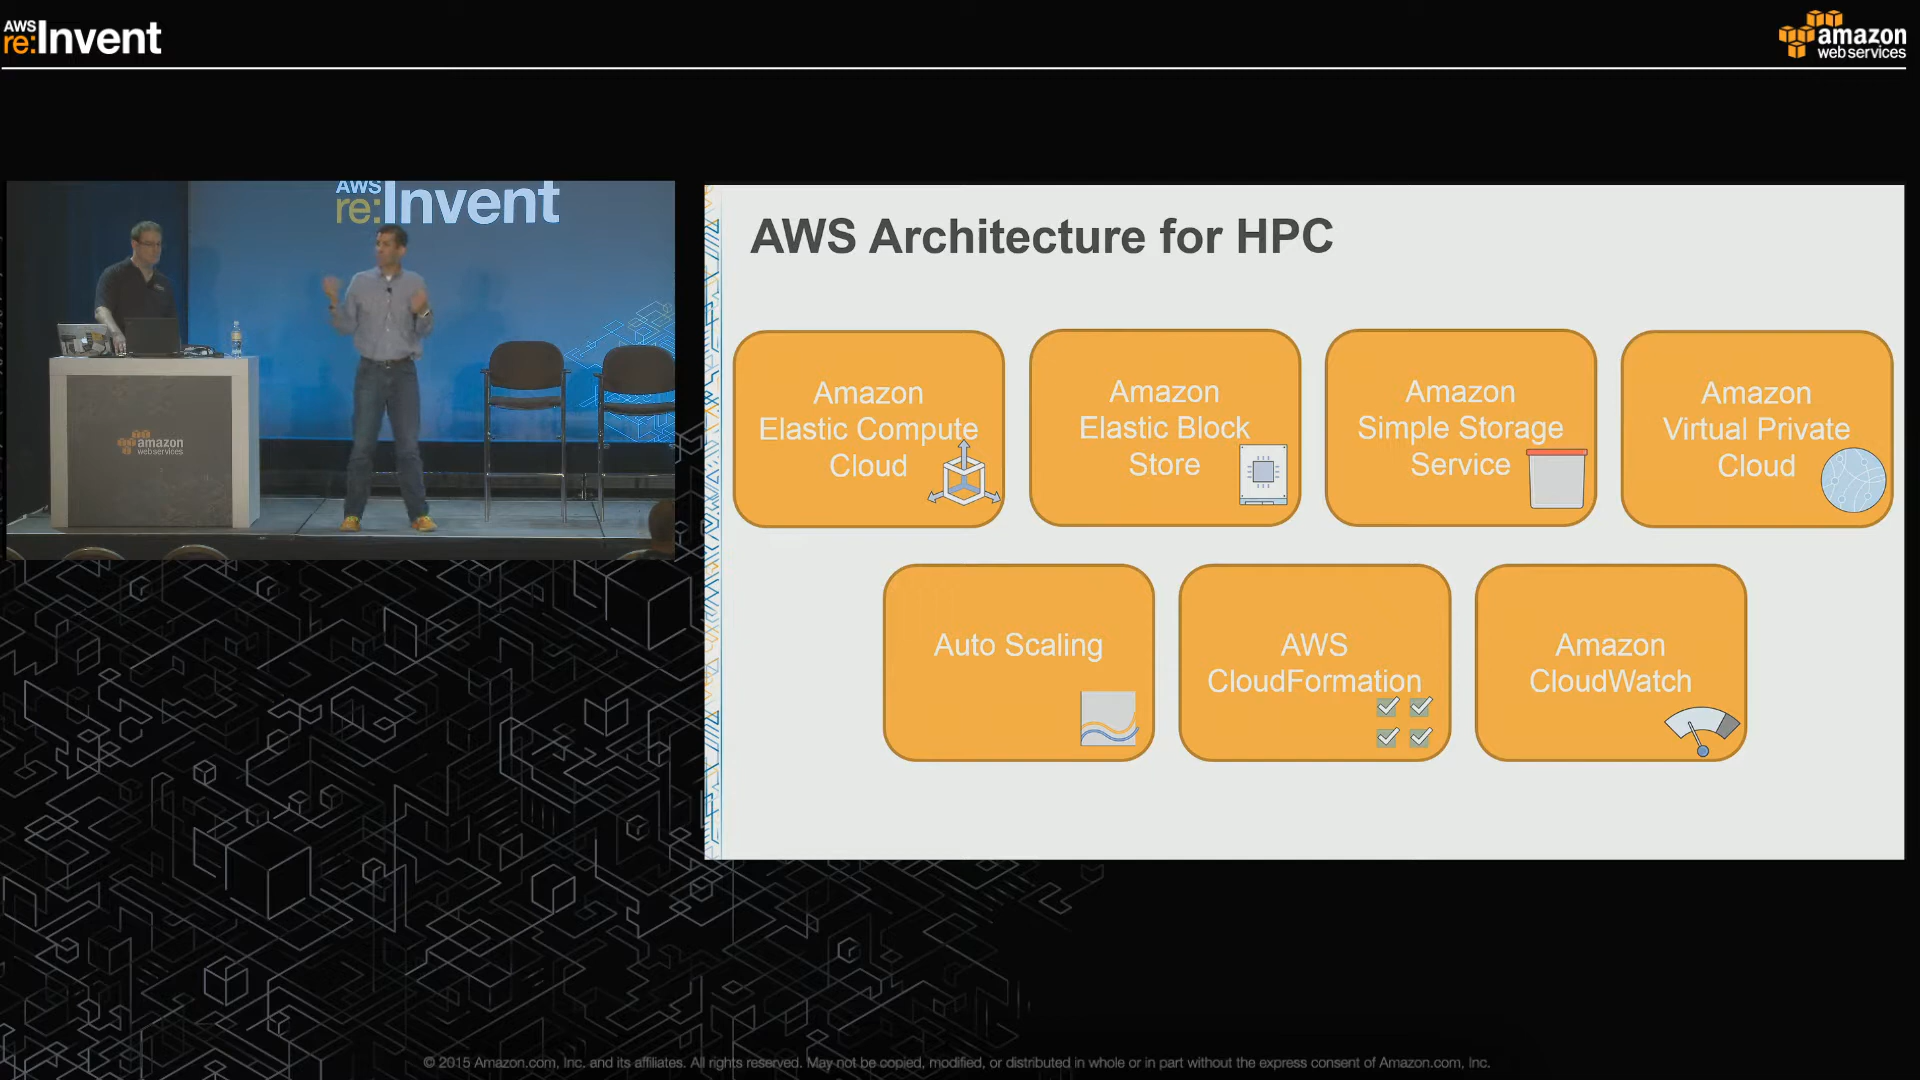 AWS
re:Invent
amazon
webservices
AWS
re:Invent
amazon
webservices
AWS Architecture for HPC
Amazon
Elastic Compute
Cloud
Amazon
Elastic Block
Store
Amazon
Simple Storage
Service
Amazon
Virtual Private
Cloud
Auto Scaling
AWS
CloudFormation
Amazon
CloudWatch
© 2015 Amazon.com, Inc. and its affiliates. All rights reserved. May not be copied, modified, or distributed in whole or in part without the express consent of Amazon.com, Inc.